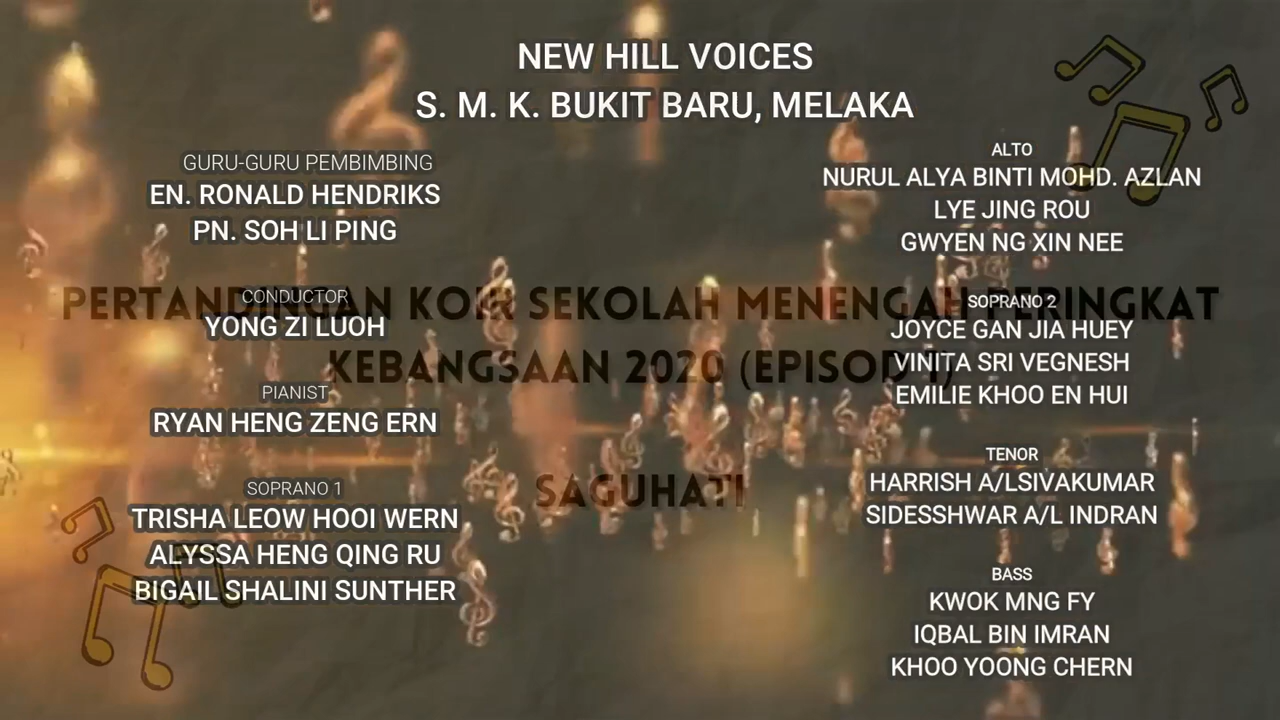 NEW HILL VOICES
S. M. K. BUKIT BARU, MELAKA
GURU-GURU PEMBIMBING
EN. RONALD HENDRIKS
PN. SOH LI PING
CONDUCTOR
YONG ZI LUOH
PIANIST
RYAN HENG ZENG ERN
SOPRANO 1
TRISHA LEOW HOOI WERN
ALYSSA HENG QING RU
BIGAIL SHALINI SUNTHER
PERTANDINGAN KOIR SEKOLAH MENENGAH PERINGKAT
KEBANGSAAN 2020 (EPISOD 1)
SAGUHATI
ALTO
NURUL ALYA BINTI MOHD. AZLAN
LYE JING ROU
GWYEN NG XIN NEE
SOPRANO 2
JOYCE GAN JIA HUEY
VINITA SRI VEGNESH
EMILIE KHOO EN HUI
TENOR
HARRISH A/LSIVAKUMAR
SIDESSHWAR A/L INDRAN
BASS
KWOK MNG FY
IQBAL BIN IMRAN
KHOO YOONG CHERN